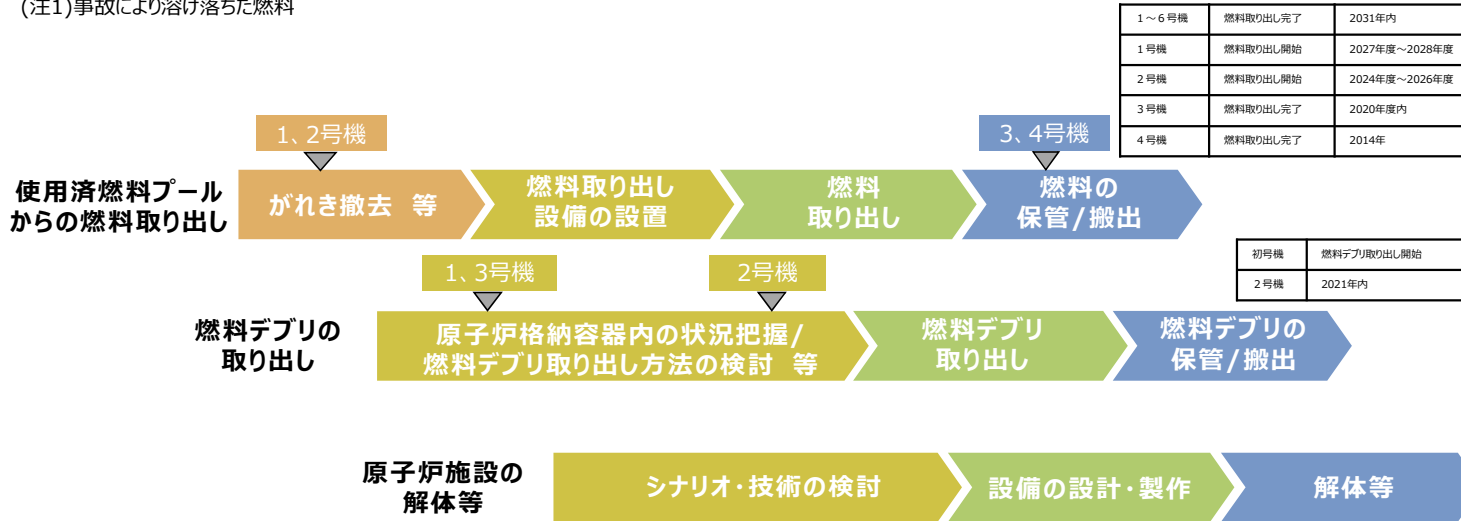 (注1)事故により溶け落ちた燃料
1～6号機 燃料取り出し完了 2031年内
1号機 燃料取り出し開始 2027年度～2028年度
2号機 燃料取り出し開始 2024年度～2026年度
3号機 燃料取り出し完了 2020年度内
4号機 燃料取り出し完了 2014年
1、2号機
3、4号機
使用済燃料プール
からの燃料取り出し
がれき撤去 等
燃料取り出し
設備の設置
燃料
取り出し
燃料の
保管/搬出
初号機 燃料デブリ取り出し開始
2号機 2021年内
1、3号機
2号機
燃料デブリの
取り出し
原子炉格納容器内の状況把握/
燃料デブリ取り出し方法の検討 等
燃料デブリ
取り出し
燃料デブリの
保管/搬出
原子炉施設の
解体等
シナリオ・技術の検討
設備の設計・製作
解体等